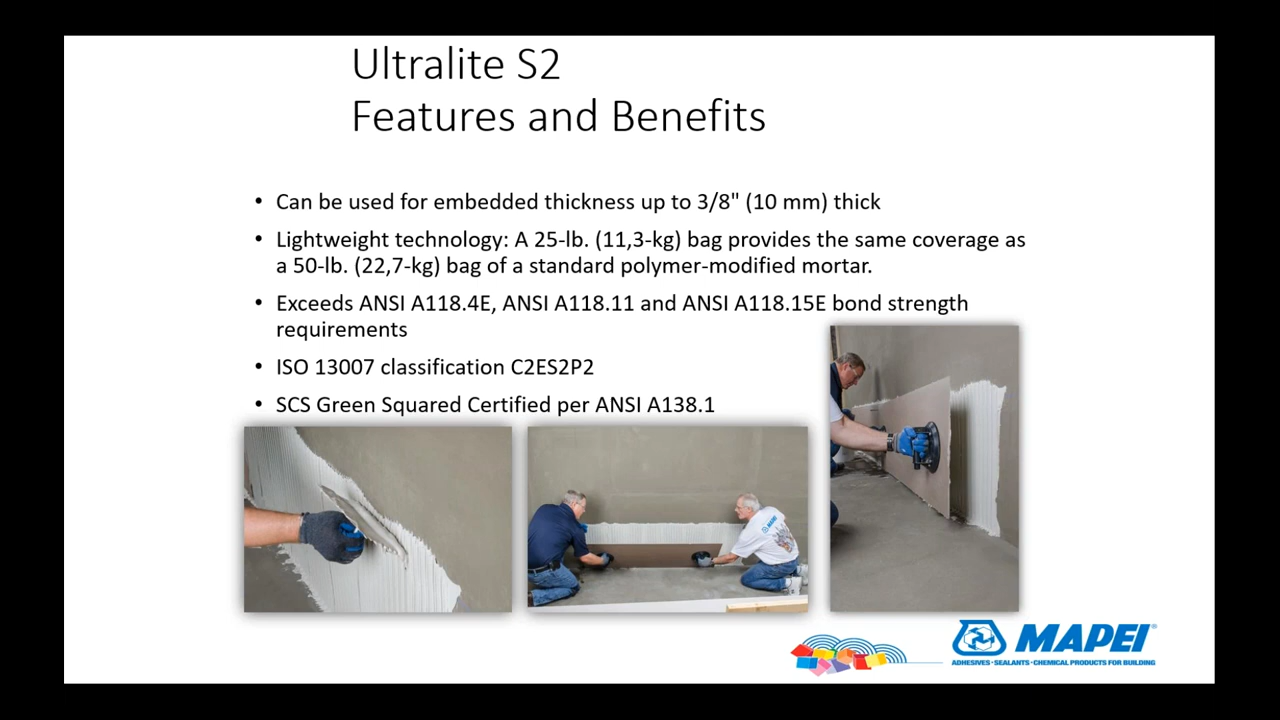 Ultralite S2
Features and Benefits
• Can be used for embedded thickness up to 3/8" (10 mm) thick
• Lightweight technology: A 25-lb. (11,3-kg) bag provides the same coverage as
a 50-lb. (22,7-kg) bag of a standard polymer-modified mortar.
• Exceeds ANSI A118.4E, ANSI A118.11 and ANSI A118.15E bond strength
requirements
• ISO 13007 classification C2ES2P2
• SCS Green Squared Certified per ANSI A138.1
MAPEI
MAPEI®
ADHESIVES • SEALANTS • CHEMICAL PRODUCTS FOR BUILDING